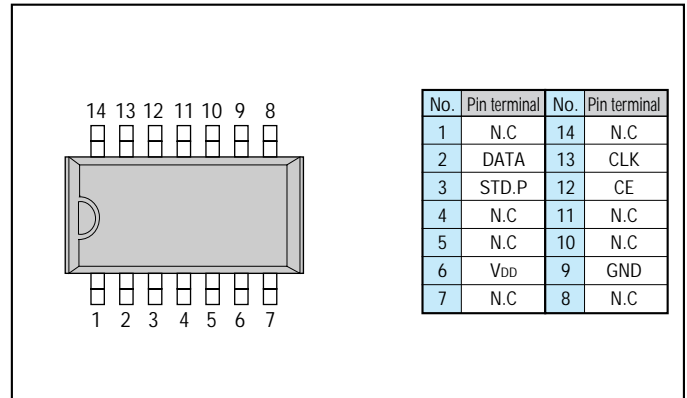 14 13 12 11 10 9 8
1 2 3 4 5 6 7
No. Pin terminal No. Pin terminal
1 N.C 14 N.C
2 DATA 13 CLK
3 STD.P 12 CE
4 N.C 11 N.C
5 N.C 10 N.C
6 VDD 9 GND
7 N.C 8 N.C